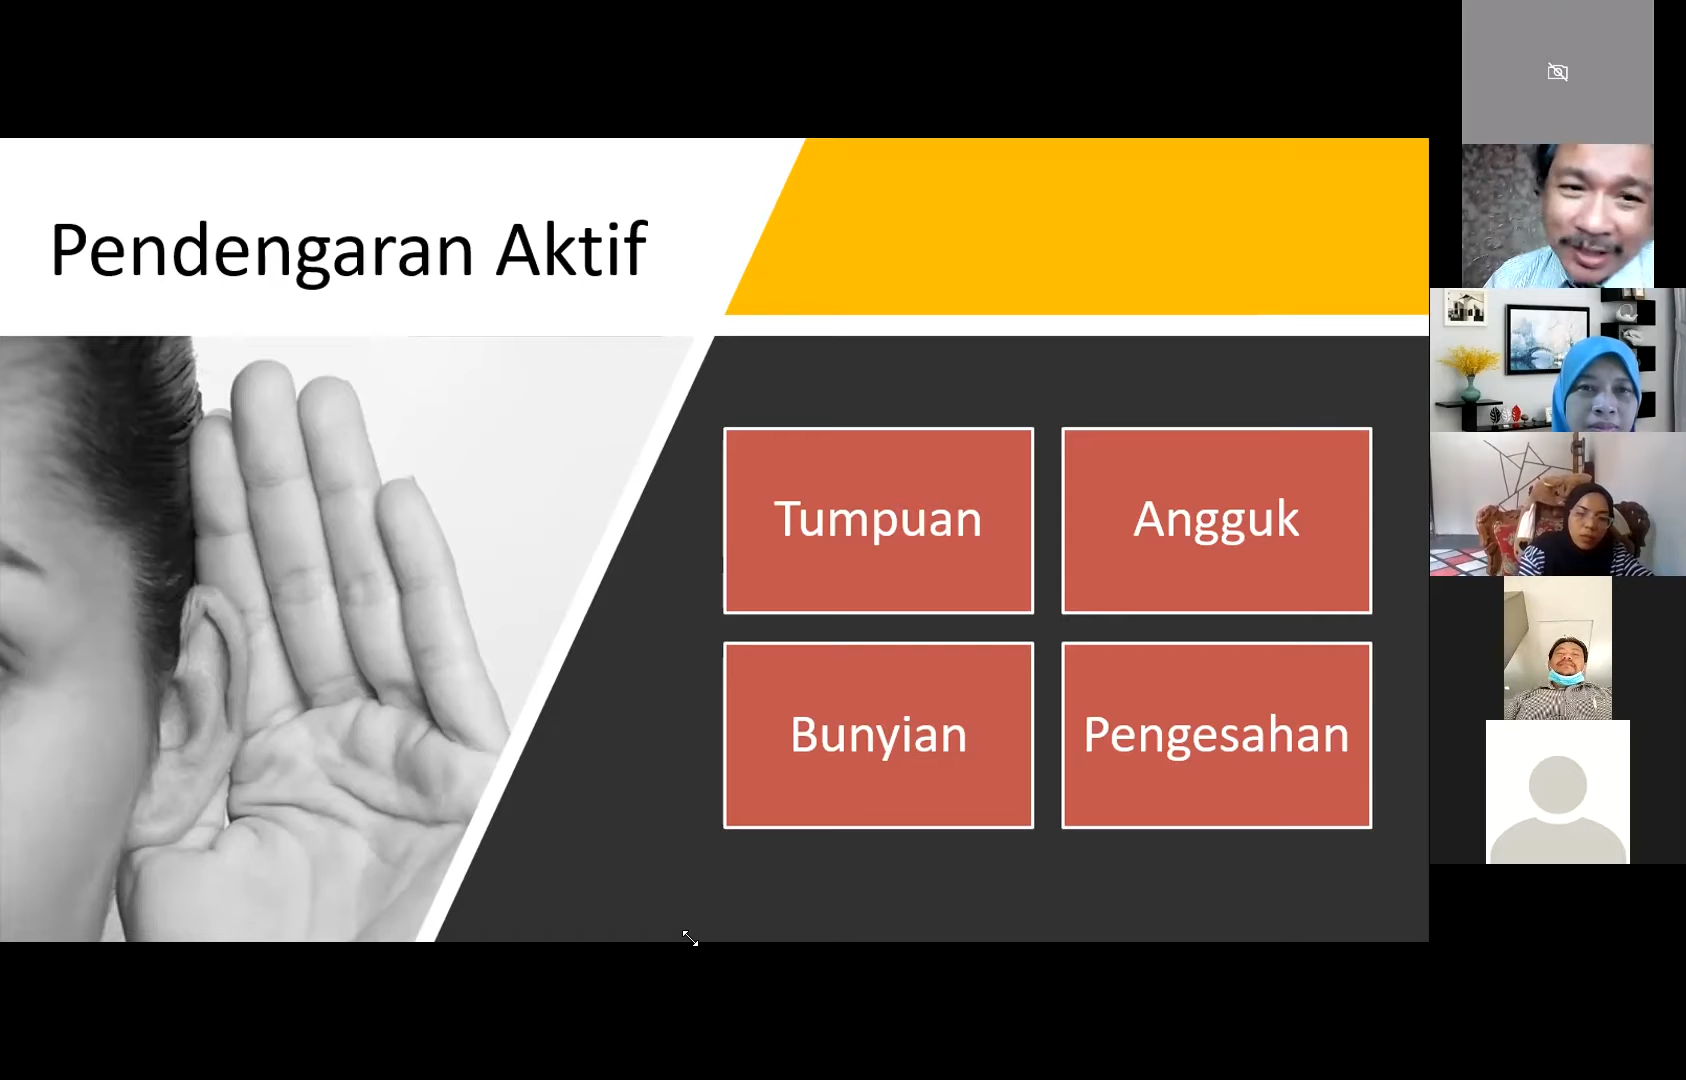 Pendengaran Aktif
Tumpuan
Angguk
Bunyian
Pengesahan